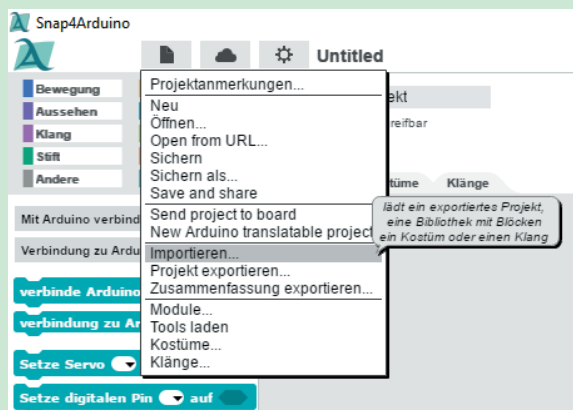 Snap4Arduino
Untitled
Bewegung
Aussehen
Klang
Stift
Andere
Projektanmerkungen...
Neu
Öffnen...
Open from URL...
Sichern
Sichern als...
Save and share
Send project to board
New Arduino translatable project
Importieren...
Projekt exportieren...
Zusammenfassung exportieren...
Module...
Tools laden
Kostüme...
Klänge...
Klänge
lädt ein exportiertes Projekt,
eine Bibliothek mit Blöcken
ein Kostüm oder einen Klang
Mit Arduino verbind
Verbindung zu Ardu
verbinde Arduino
verbindung zu Ar
Setze Servo
Setze digitalen Pin auf